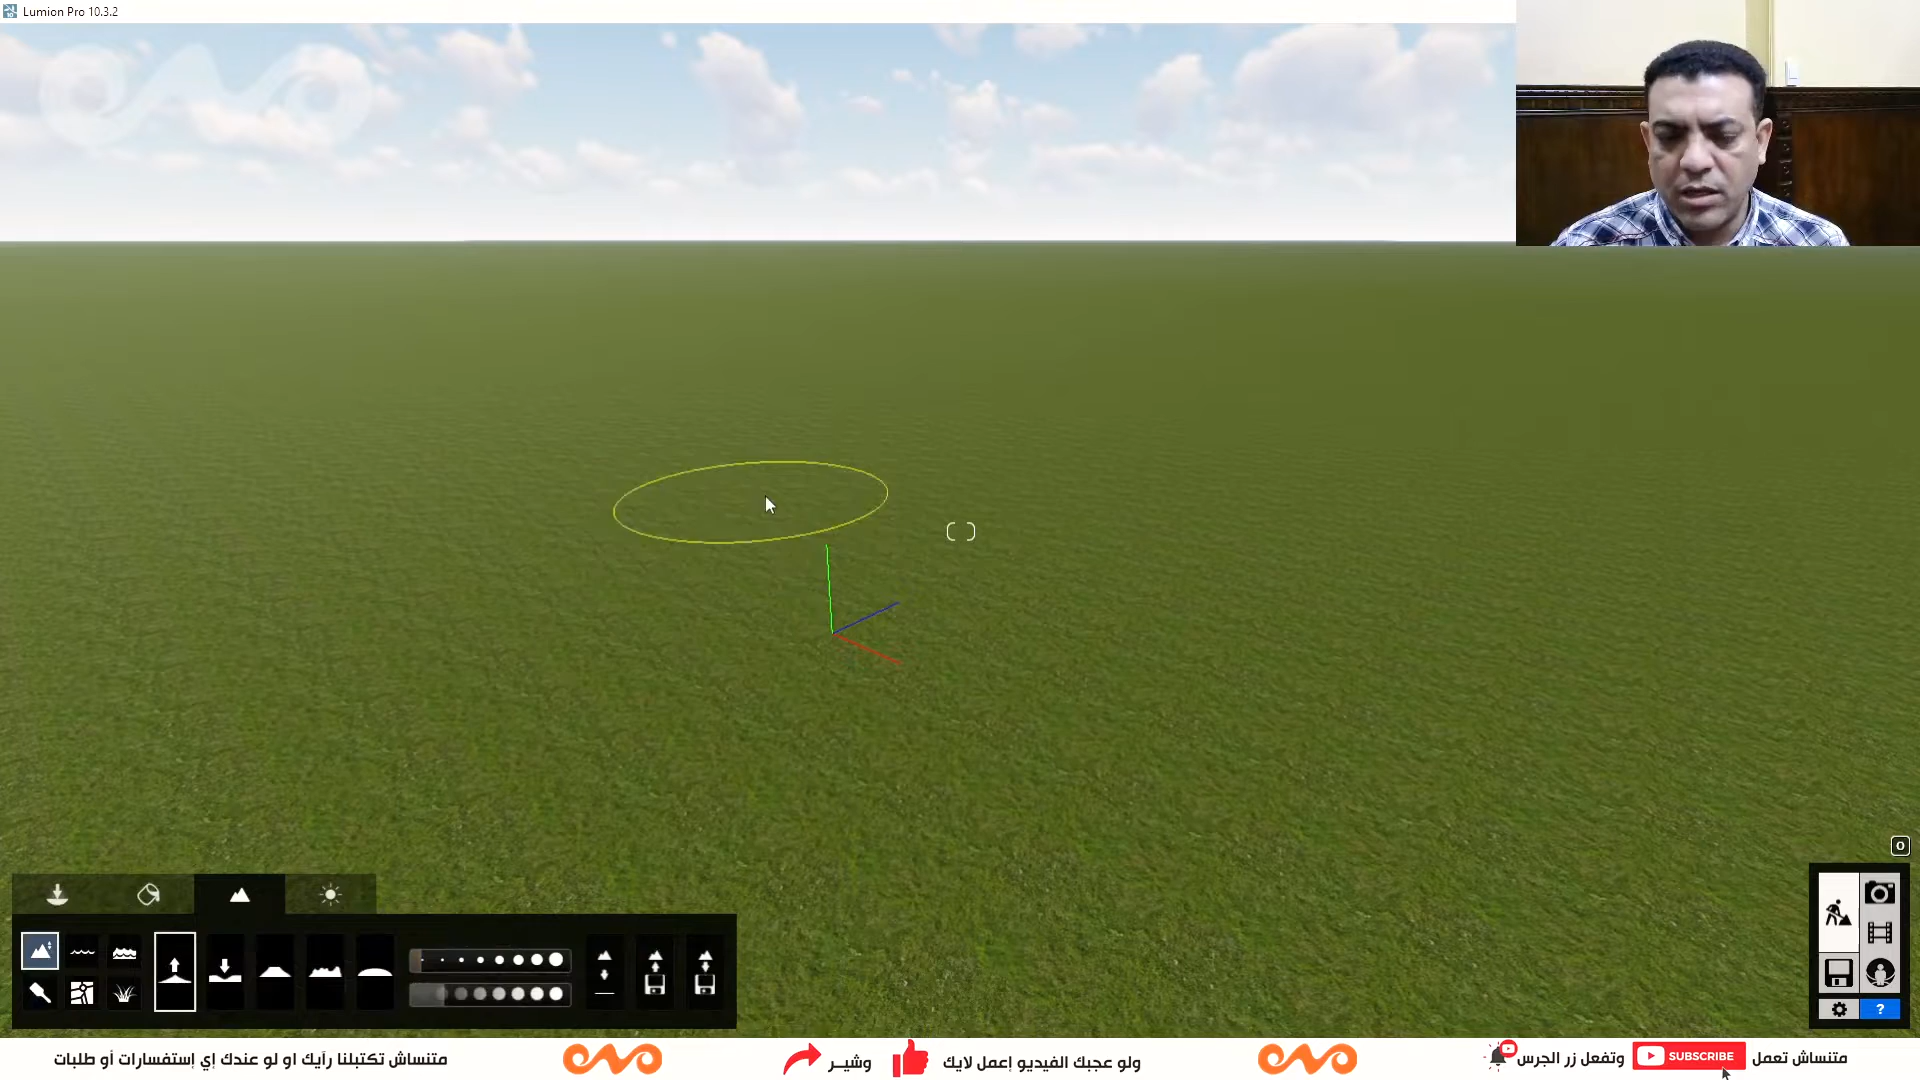 Lumion Pro 10.3.2
O
?
متنساش تكتبلنا رأيك او لو عندك إي إستفسارات أو طلبات
وشيـر
ولو عجبك الفيديو إعمل لايك
وتفعل زر الجرس
SUBSCRIBE
متنساش تعمل